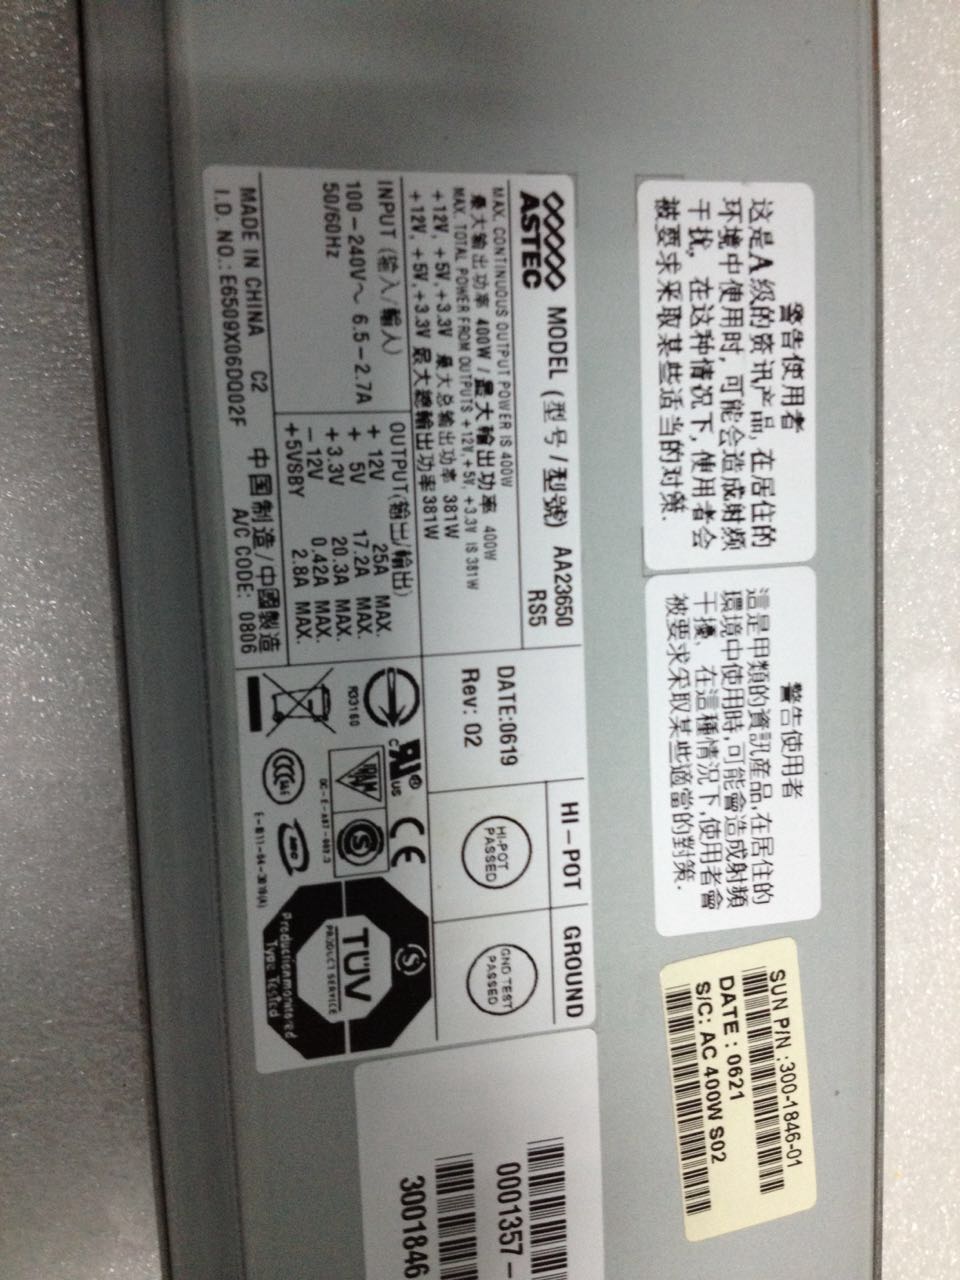 警告使用者
这是A级的资讯产品, 在居住的
环境中使用时, 可能会造成射频
干扰, 在这种情况下, 使用者会
被要求采取某些适当的对策.
警告使用者
這是甲類的資訊産品, 在居住的
環境中使用時, 可能會造成射頻
干擾, 在這種情況下, 使用者會
被要求采取某些適當的對策.
SUN P/N :300-1846-01
DATE : 0621
S/C: AC 400W S02
ASTEC MODEL (型号/型號) AA23650
RS5
MAX. CONTINUOUS OUTPUT POWER IS 400W
最大输出功率 400W / 最大輸出功率 400W
MAX. TOTAL POWER FROM OUTPUTS +12V,+5V, +3.3V IS 381W
+12V, +5V,+3.3V 最大总输出功率 381W
+12V, +5V,+3.3V 最大總輸出功率 381W
INPUT (输入/輸入)
100-240V～ 6.5-2.7A
50/60Hz
OUTPUT(输出/輸出)
+ 12V 25A MAX.
+ 5V 17.2A MAX.
+ 3.3V 20.3A MAX.
- 12V 0.42A MAX.
+ 5VSBY 2.8A MAX.
MADE IN CHINA C2 中国制造/中國製造
I.D. NO.: E6509X06D002F A/C CODE: 0806
DATE:0619
Rev: 02
HI-POT
HI-POT
PASSED
GROUND
GND TEST
PASSED
R33160
c UL us
CE
TÜV
PRODUCT SERVICE
Production monitored
Type Tested
0001357-
3001846